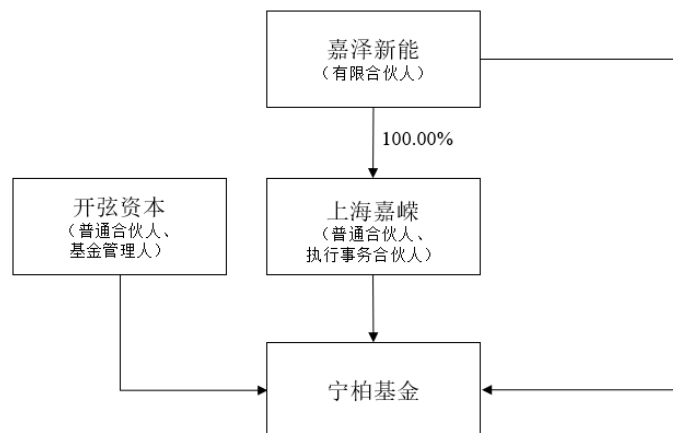 嘉泽新能
（有限合伙人）
100.00%
开弦资本
（普通合伙人、
基金管理人）
上海嘉嵘
（普通合伙人、
执行事务合伙人）
宁柏基金